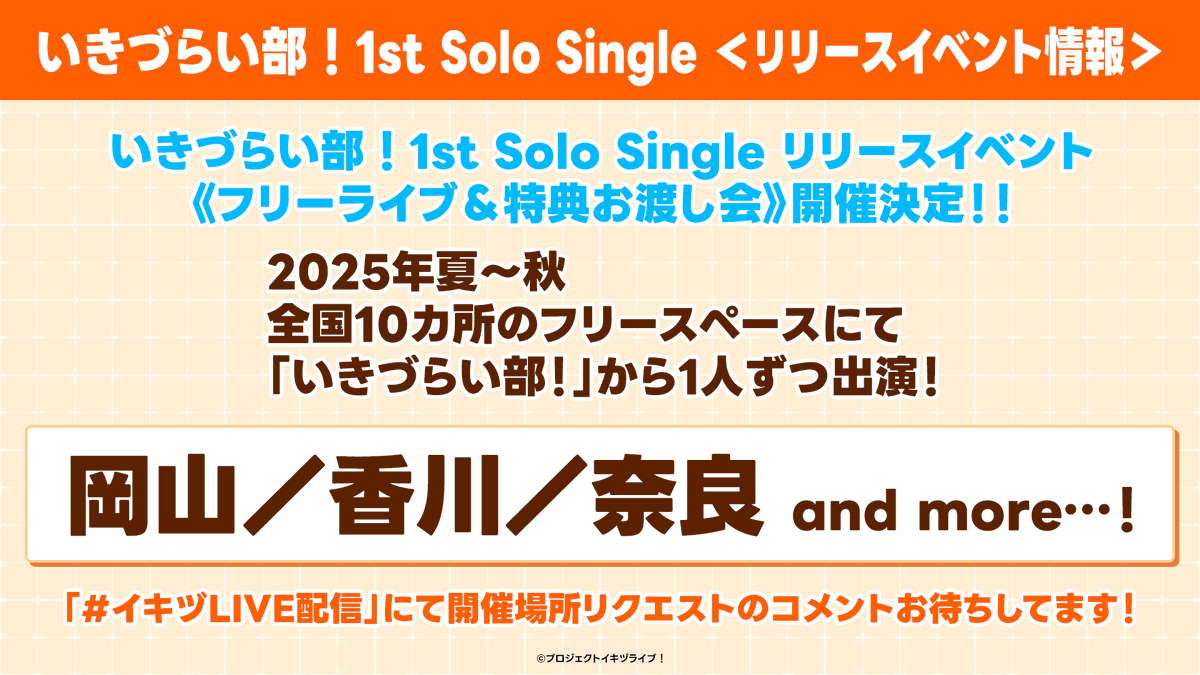 いきづらい部！1st Solo Single ＜リリースイベント情報＞
いきづらい部！1st Solo Single リリースイベント
《フリーライブ＆特典お渡し会》開催決定！！
2025年夏～秋
全国10カ所のフリースペースにて
「いきづらい部！」から1人ずつ出演！
岡山／香川／奈良 and more…！
「#イキヅLIVE配信」にて開催場所リクエストのコメントお待ちしてます！
©プロジェクトイキヅライブ！